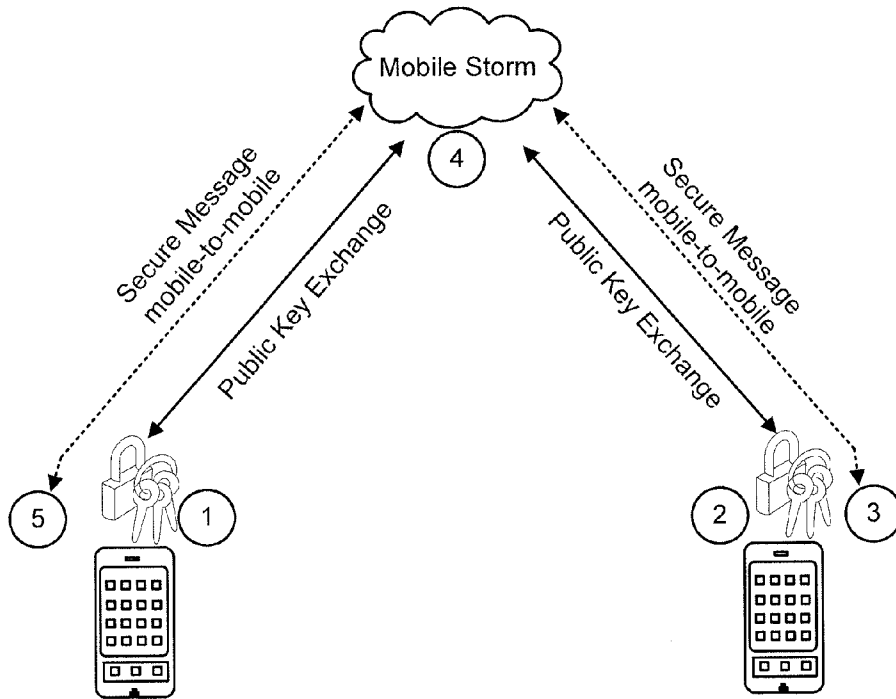 Mobile Storm
4
Secure Message
mobile-to-mobile
Public Key Exchange
Secure Message
mobile-to-mobile
Public Key Exchange
5
1
2
3